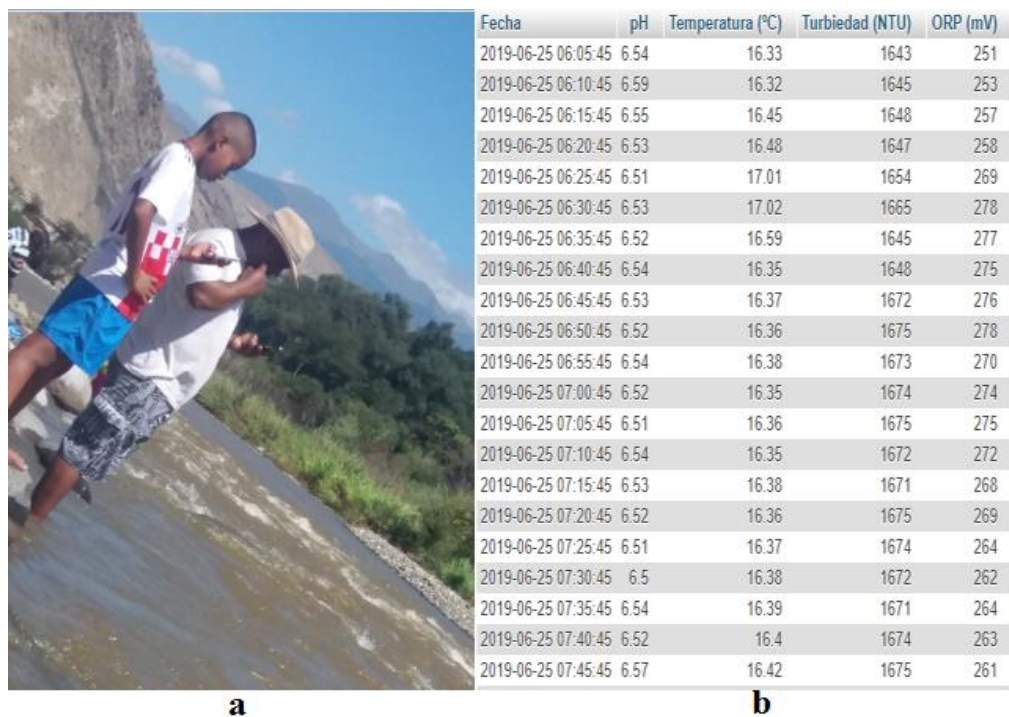 Fecha pH Temperatura (ºC) Turbiedad (NTU) ORP (mV)
2019-06-25 06:05:45 6.54 16.33 1643 251
2019-06-25 06:10:45 6.59 16.32 1645 253
2019-06-25 06:15:45 6.55 16.45 1648 257
2019-06-25 06:20:45 6.53 16.48 1647 258
2019-06-25 06:25:45 6.51 17.01 1654 269
2019-06-25 06:30:45 6.53 17.02 1665 278
2019-06-25 06:35:45 6.52 16.59 1645 277
2019-06-25 06:40:45 6.54 16.35 1648 275
2019-06-25 06:45:45 6.53 16.37 1672 276
2019-06-25 06:50:45 6.52 16.36 1675 278
2019-06-25 06:55:45 6.54 16.38 1673 270
2019-06-25 07:00:45 6.52 16.35 1674 274
2019-06-25 07:05:45 6.51 16.36 1675 275
2019-06-25 07:10:45 6.54 16.35 1672 272
2019-06-25 07:15:45 6.53 16.38 1671 268
2019-06-25 07:20:45 6.52 16.36 1675 269
2019-06-25 07:25:45 6.51 16.37 1674 264
2019-06-25 07:30:45 6.5 16.38 1672 262
2019-06-25 07:35:45 6.54 16.39 1671 264
2019-06-25 07:40:45 6.52 16.4 1674 263
2019-06-25 07:45:45 6.57 16.42 1675 261
a b